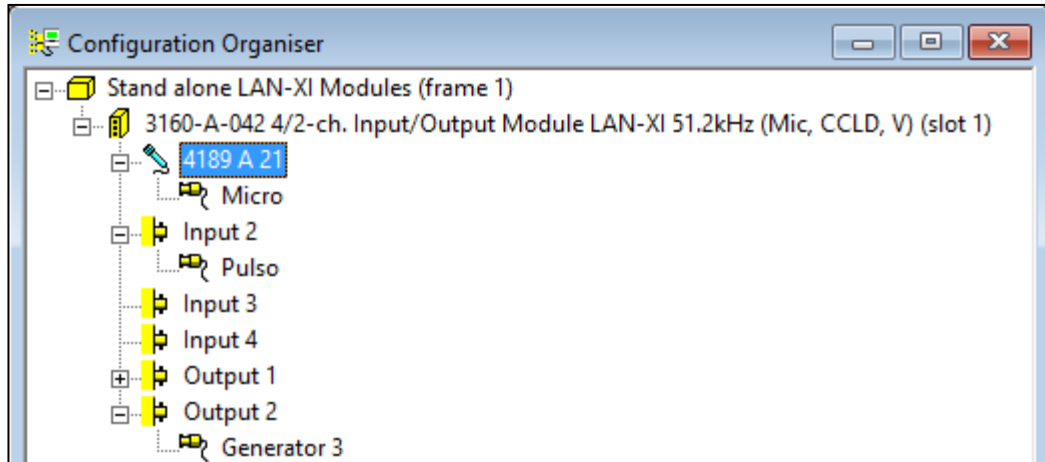 Configuration Organiser
Stand alone LAN-XI Modules (frame 1)
3160-A-042 4/2-ch. Input/Output Module LAN-XI 51.2kHz (Mic, CCLD, V) (slot 1)
4189 A 21
Micro
Input 2
Pulso
Input 3
Input 4
Output 1
Output 2
Generator 3